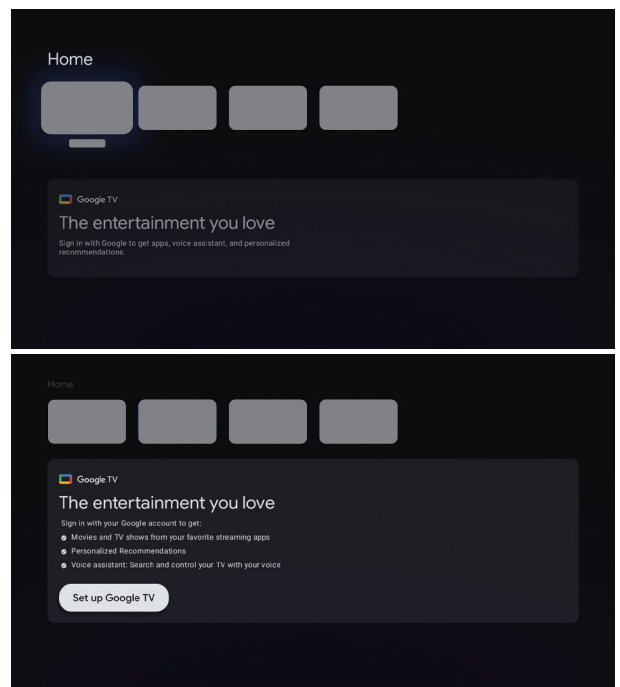 Home
Google TV
The entertainment you love
Sign in with Google to get apps, voice assistant, and personalized
recommendations.
Home
Google TV
The entertainment you love
Sign in with your Google account to get:
Movies and TV shows from your favorite streaming apps
Personalized Recommendations
Voice assistant: Search and control your TV with your voice
Set up Google TV